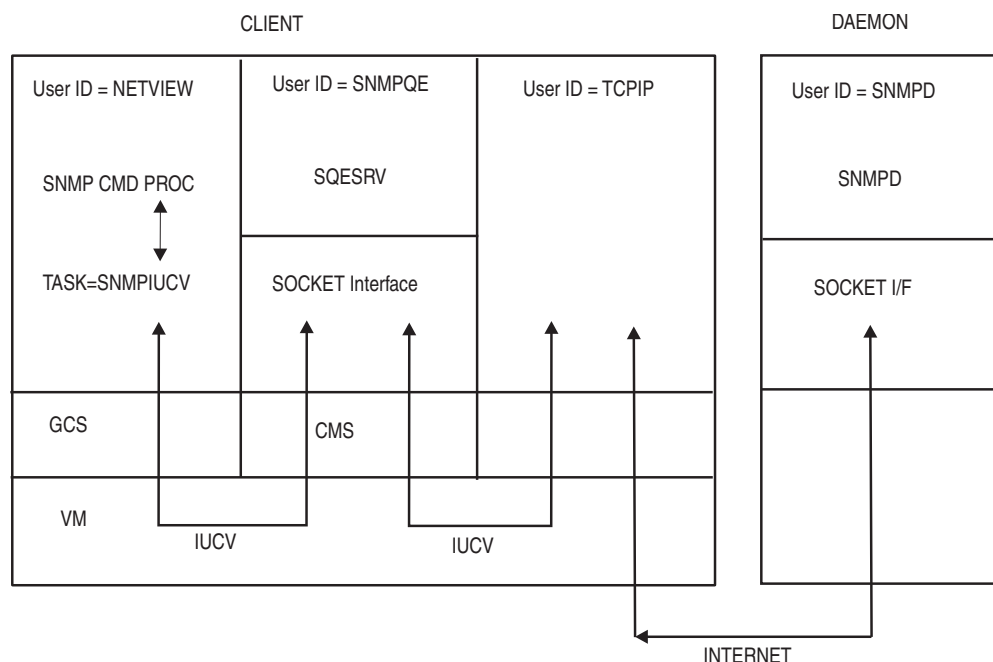 CLIENT
DAEMON
User ID = NETVIEW
User ID = SNMPQE
User ID = TCPIP
User ID = SNMPD
SNMP CMD PROC
SQESRV
SNMPD
TASK=SNMPIUCV
SOCKET Interface
SOCKET I/F
GCS
CMS
VM
IUCV
IUCV
INTERNET